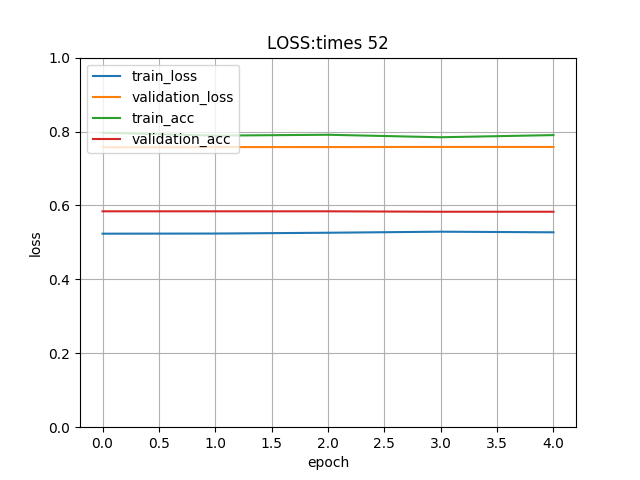 LOSS:times 52
1.0
0.8
0.6
0.4
0.2
0.0
loss
train_loss
validation_loss
train_acc
validation_acc
0.0 0.5 1.0 1.5 2.0 2.5 3.0 3.5 4.0
epoch